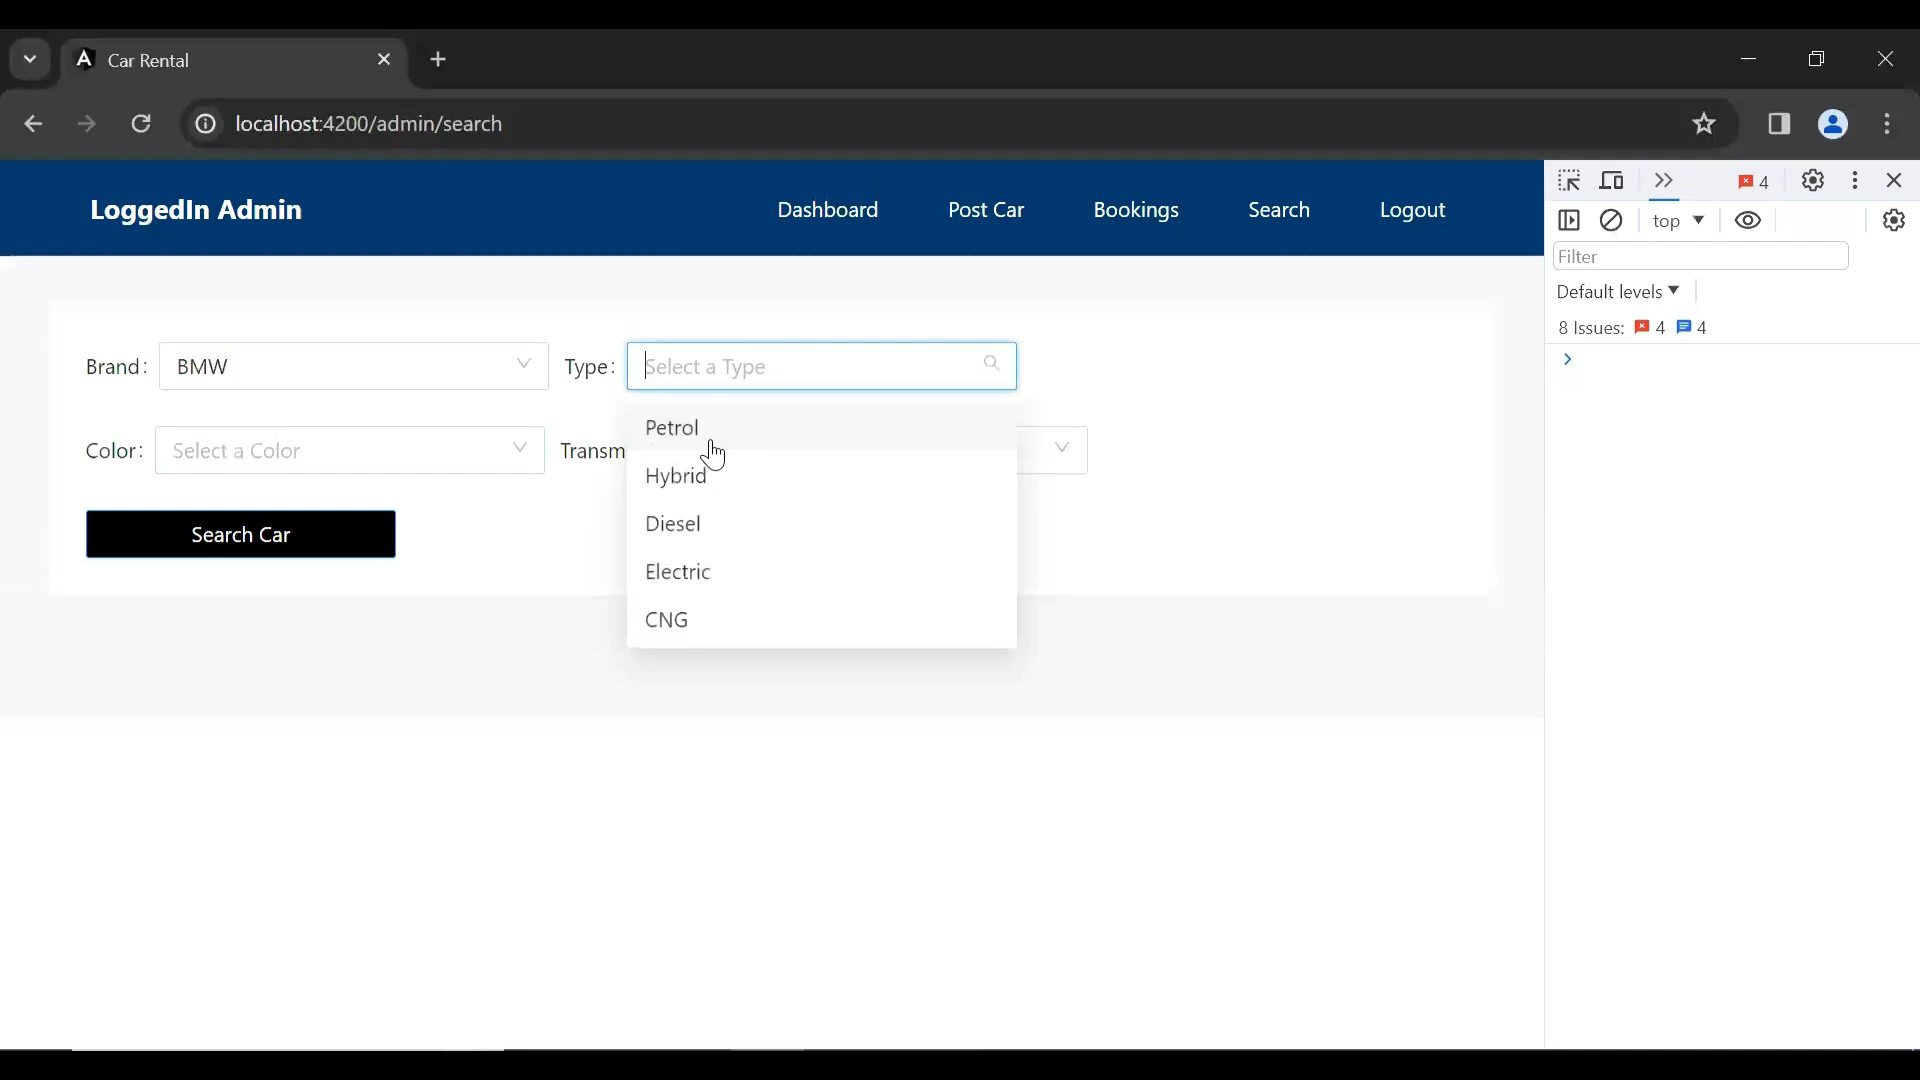 Car Rental
localhost:4200/admin/search
LoggedIn Admin
Dashboard
Post Car
Bookings
Search
Logout
4
top
Filter
Default levels
8 Issues: 4 4
Brand: BMW
Type: Select a Type
Petrol
Hybrid
Diesel
Electric
CNG
Color: Select a Color
Transm
Search Car